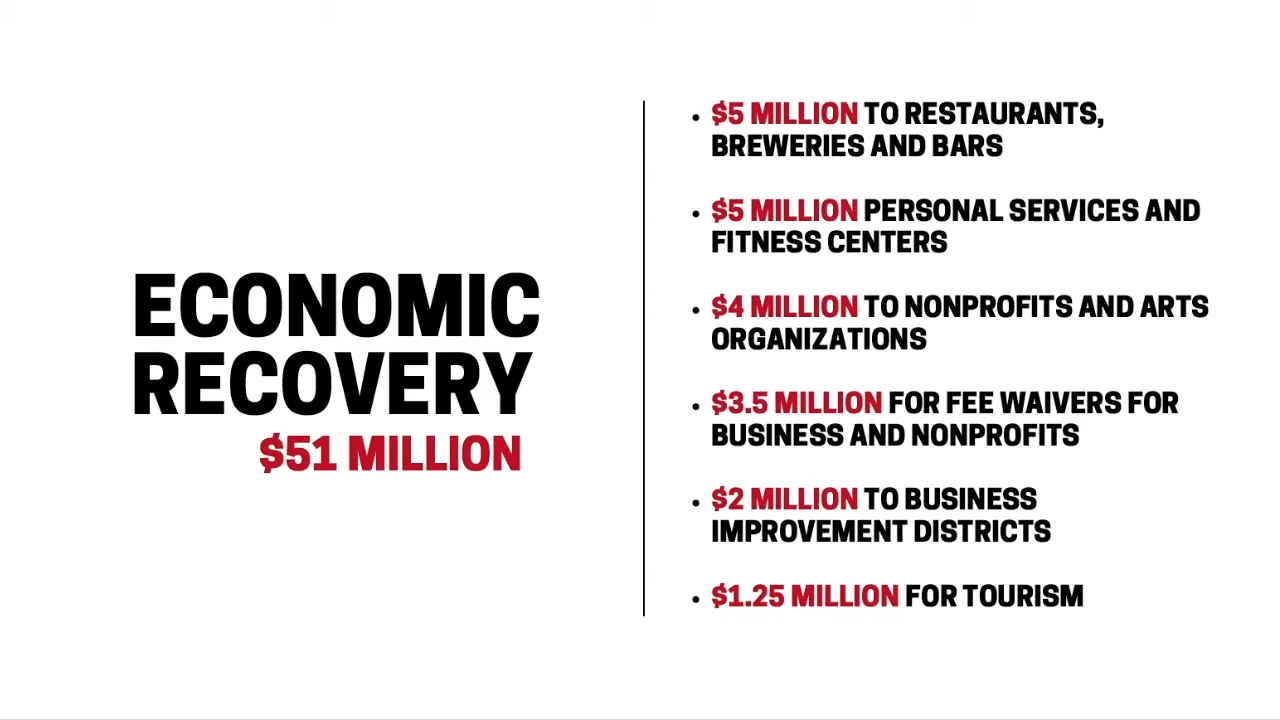 ECONOMIC
RECOVERY
$51 MILLION
• $5 MILLION TO RESTAURANTS,
BREWERIES AND BARS
• $5 MILLION PERSONAL SERVICES AND
FITNESS CENTERS
• $4 MILLION TO NONPROFITS AND ARTS
ORGANIZATIONS
• $3.5 MILLION FOR FEE WAIVERS FOR
BUSINESS AND NONPROFITS
• $2 MILLION TO BUSINESS
IMPROVEMENT DISTRICTS
• $1.25 MILLION FOR TOURISM